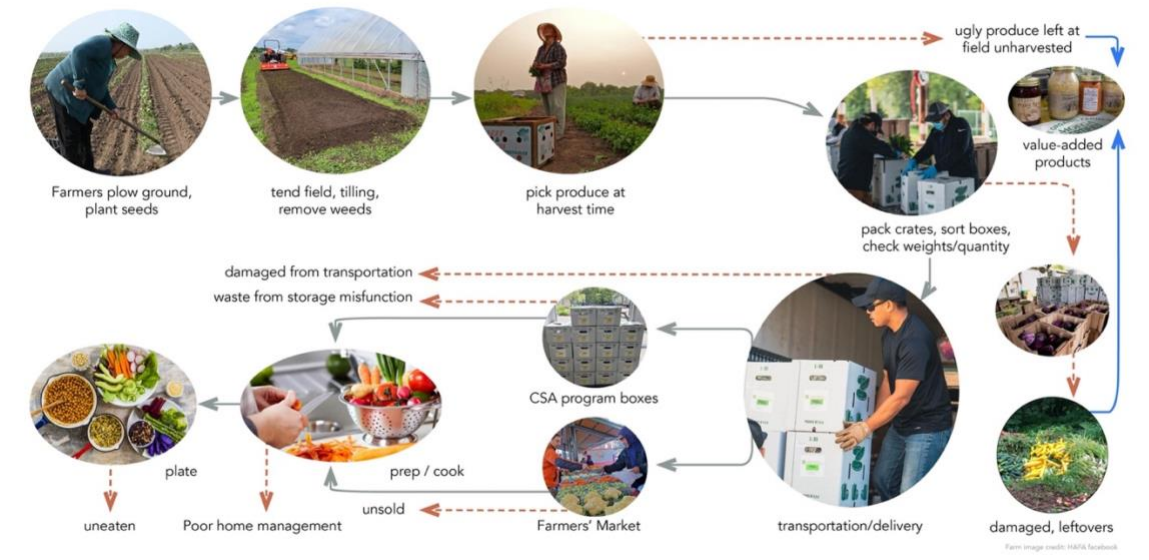 ugly produce left at
field unharvested
Farmers plow ground,
plant seeds
tend field, tilling,
remove weeds
pick produce at
harvest time
value-added
products
pack crates, sort boxes,
check weights/quantity
damaged from transportation
waste from storage misfunction
CSA program boxes
plate
prep / cook
unsold
uneaten
Poor home management
Farmers' Market
transportation/delivery
damaged, leftovers
Farm image credit: HAFA facebook